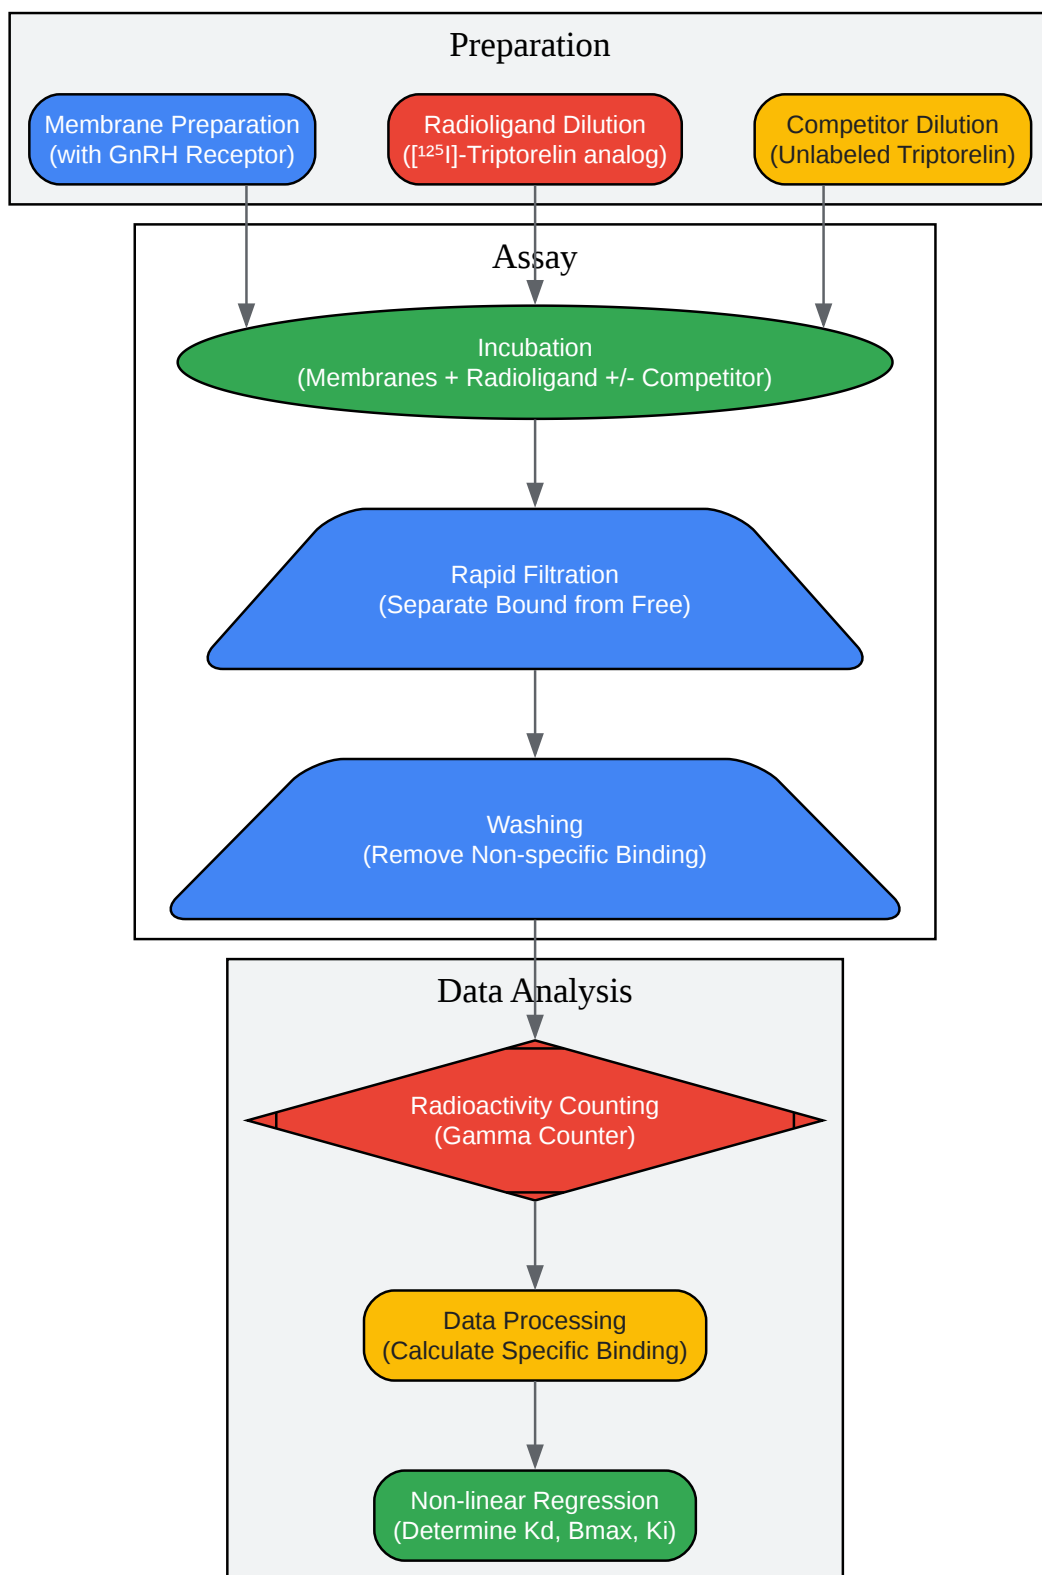 Preparation
Membrane Preparation
(with GnRH Receptor)
Radioligand Dilution
([¹²⁵I]-Triptorelin analog)
Competitor Dilution
(Unlabeled Triptorelin)
Assay
Incubation
(Membranes + Radioligand +/- Competitor)
Rapid Filtration
(Separate Bound from Free)
Washing
(Remove Non-specific Binding)
Data Analysis
Radioactivity Counting
(Gamma Counter)
Data Processing
(Calculate Specific Binding)
Non-linear Regression
(Determine Kd, Bmax, Ki)